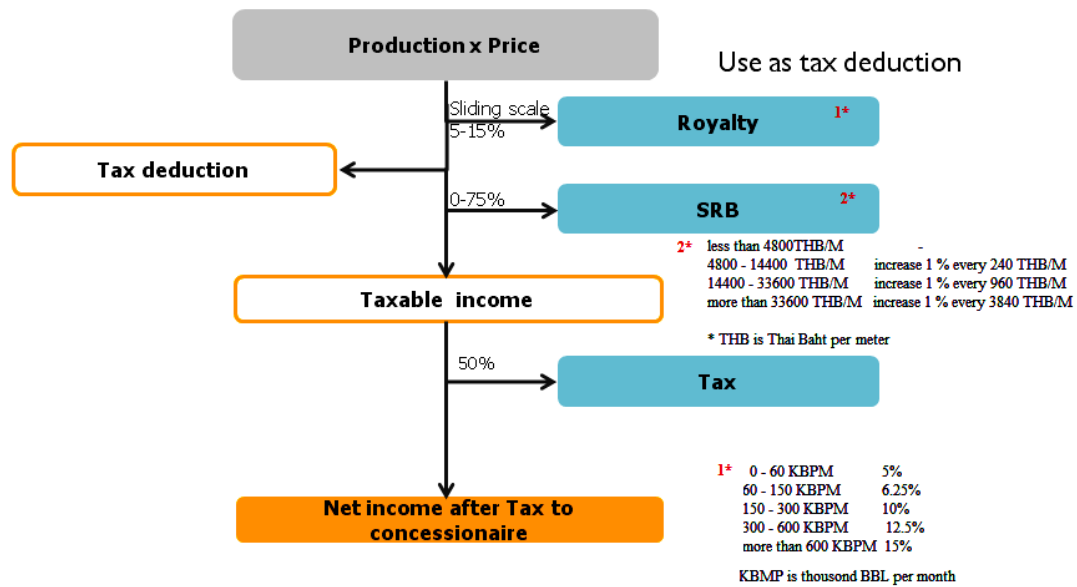 Production x Price
Use as tax deduction
Sliding scale
5-15%
Royalty 1*
Tax deduction
0-75%
SRB 2*
2* less than 4800THB/M -
4800 - 14400 THB/M increase 1 % every 240 THB/M
14400 - 33600 THB/M increase 1 % every 960 THB/M
more than 33600 THB/M increase 1 % every 3840 THB/M
* THB is Thai Baht per meter
Taxable income
50%
Tax
1* 0 - 60 KBPM 5%
60 - 150 KBPM 6.25%
150 - 300 KBPM 10%
300 - 600 KBPM 12.5%
more than 600 KBPM 15%
KBMP is thousond BBL per month
Net income after Tax to
concessionaire